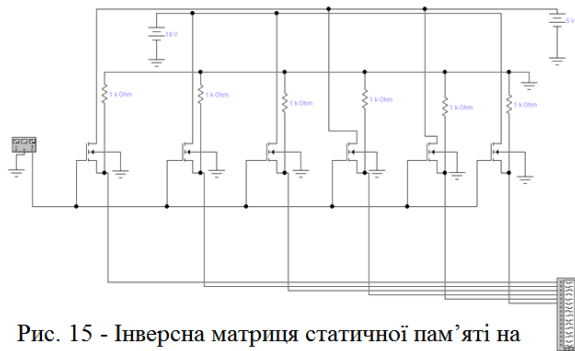 18 V
5 V
1 k Ohm
1 k Ohm
1 k Ohm
1 k Ohm
1 k Ohm
1 k Ohm
Рис. 15 - Інверсна матриця статичної пам’яті на